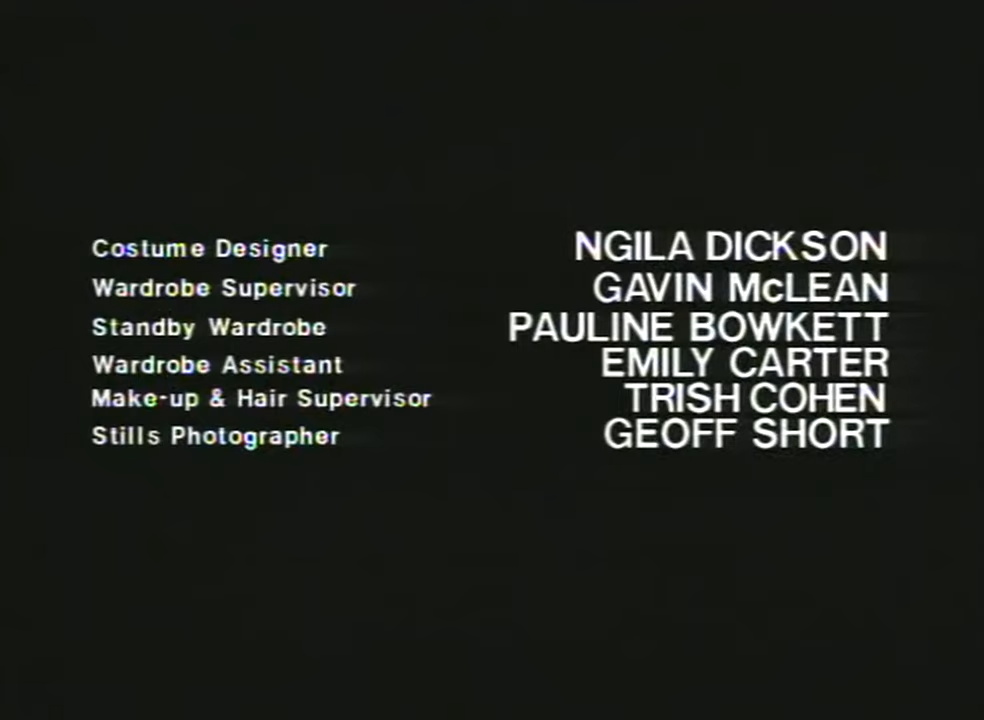 Costume Designer NGILA DICKSON
Wardrobe Supervisor GAVIN McLEAN
Standby Wardrobe PAULINE BOWKETT
Wardrobe Assistant EMILY CARTER
Make-up & Hair Supervisor TRISH COHEN
Stills Photographer GEOFF SHORT